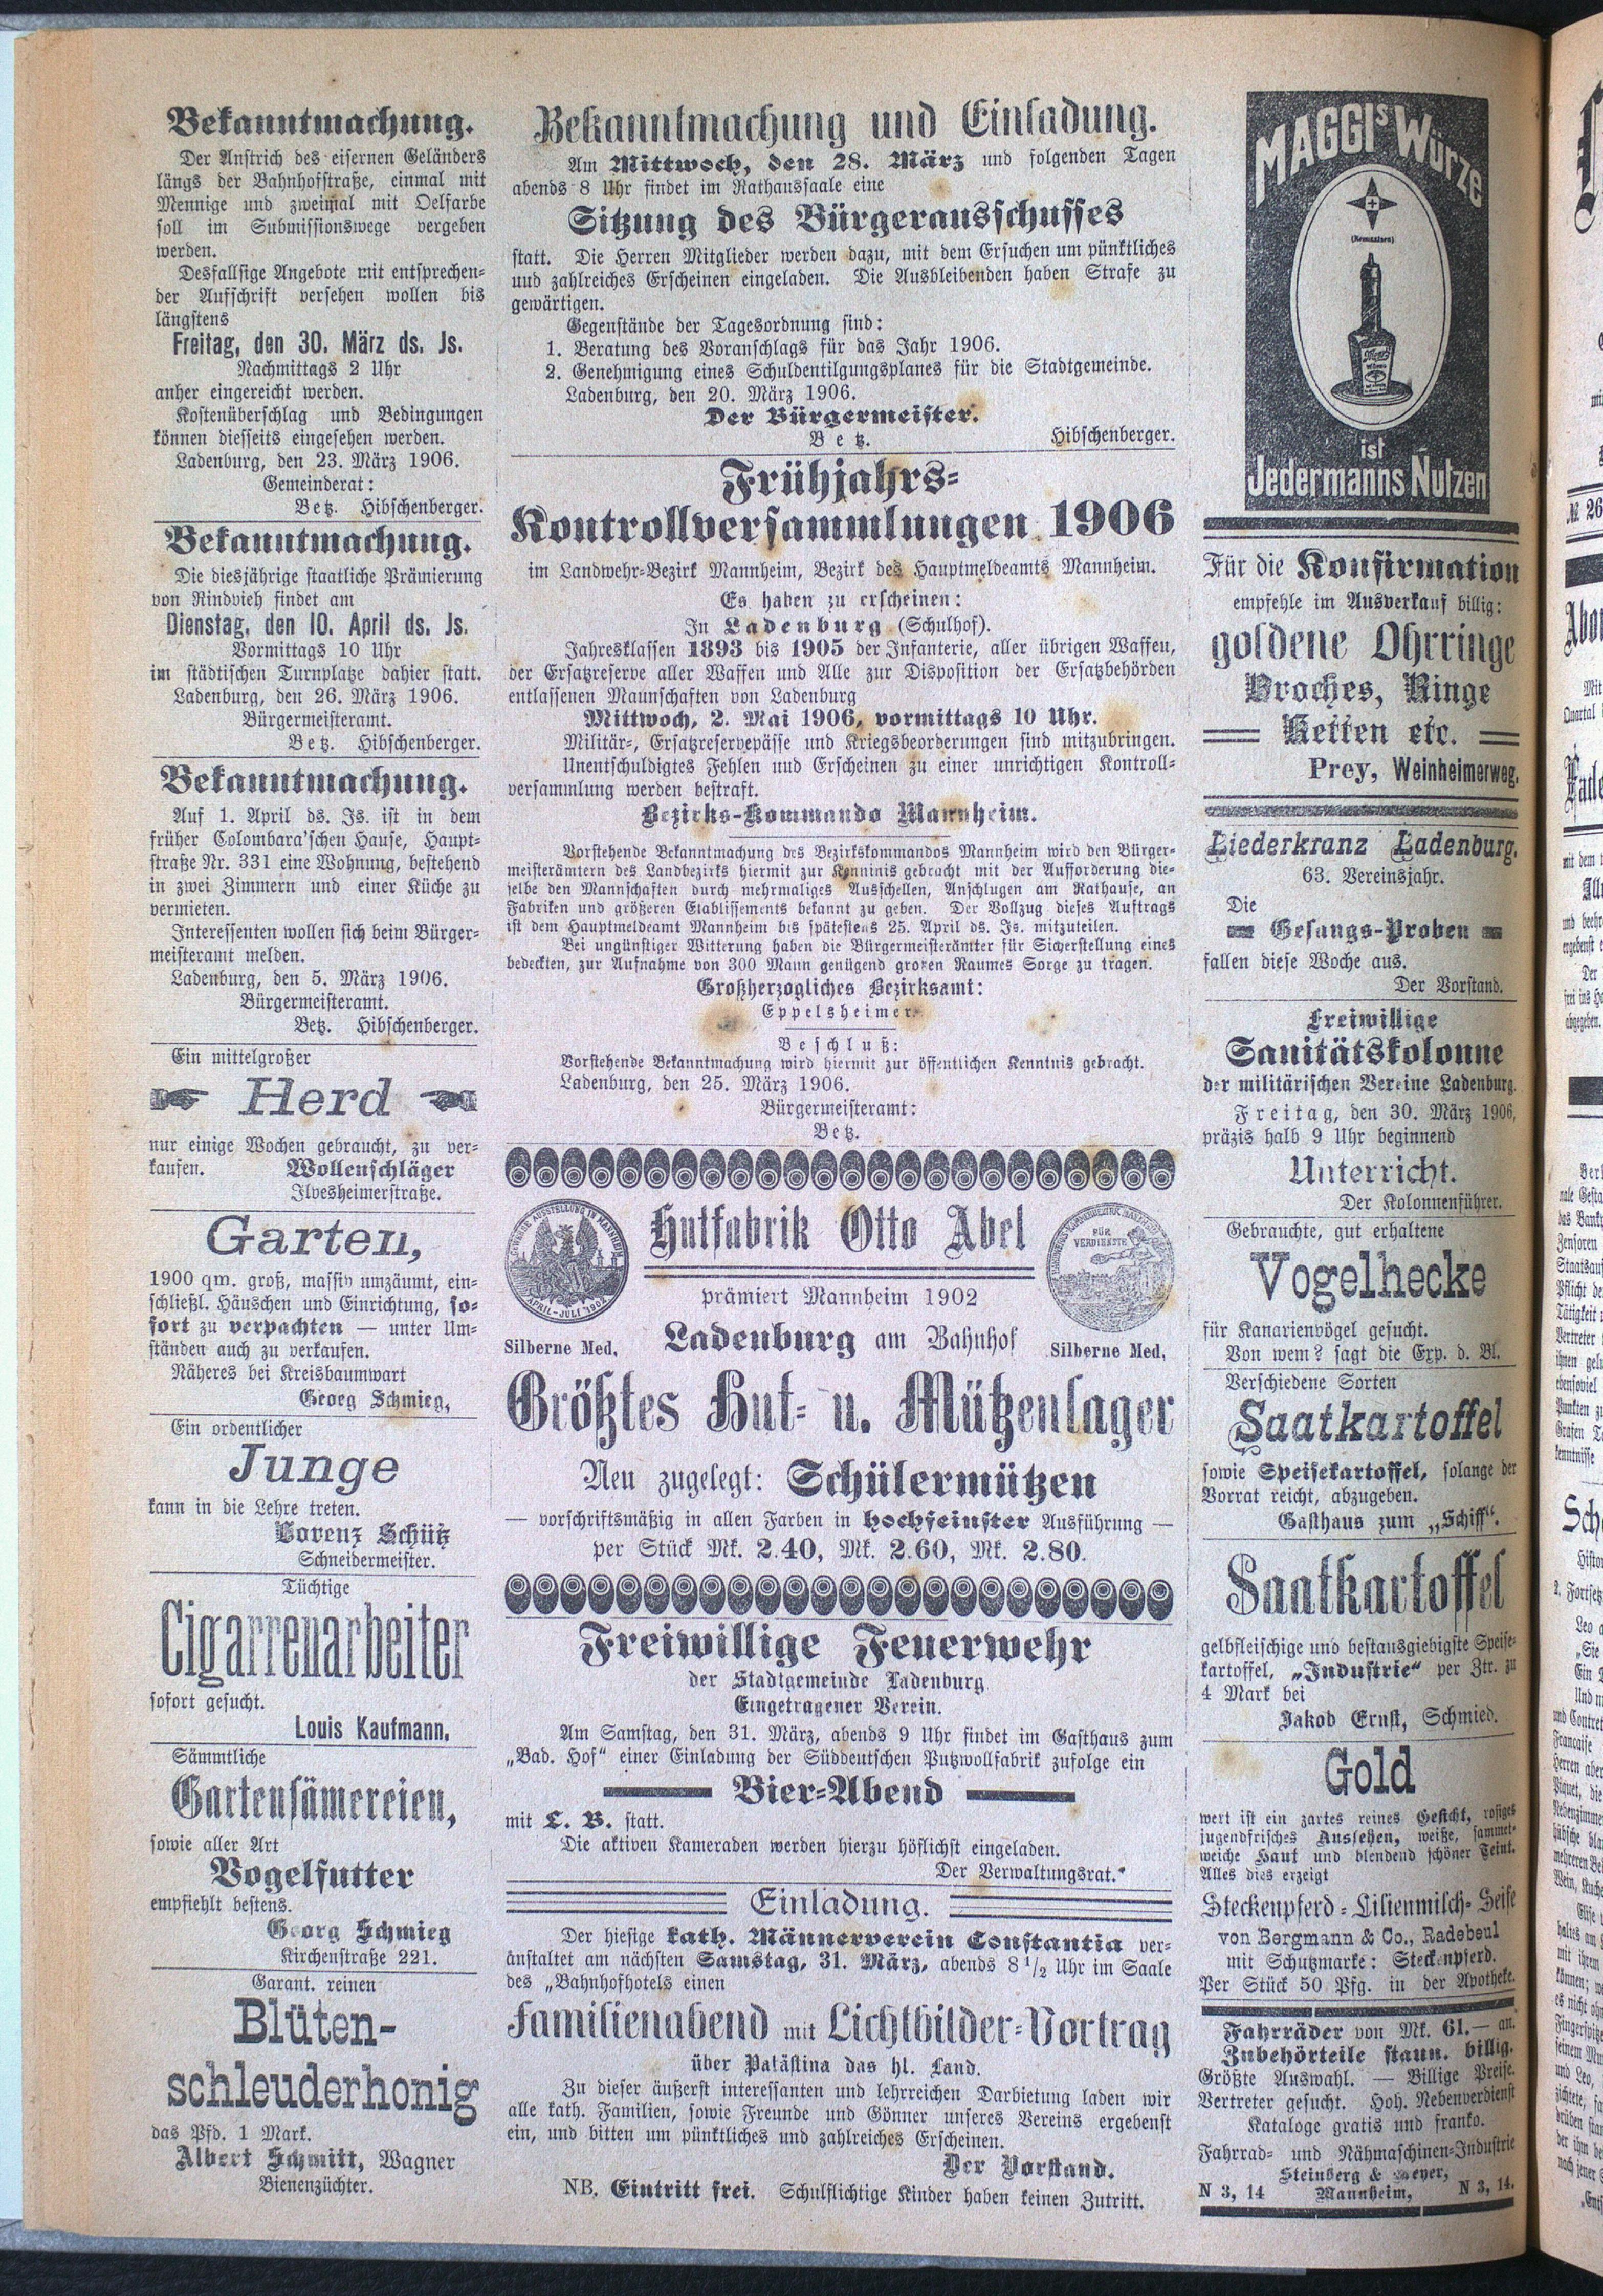 Bekanntmachung.
Der Anstrich des eisernen Geländers
längs der Bahnhofstraße, einmal mit
Mennige und zweimal mit Oelfarbe
soll im Submissionswege vergeben
werden.
Desfallsige Angebote mit entsprechen-
der Aufschrift versehen wollen bis
längstens
Freitag, den 30. März ds. Js.
Nachmittags 2 Uhr
anher eingereicht werden.
Kostenüberschlag und Bedingungen
können diesseits eingesehen werden.
Ladenburg, den 23. März 1906.
Gemeinderat:
Betz. Hibschenberger.
Bekanntmachung.
Die diesjährige staatliche Prämierung
von Rindvieh findet am
Dienstag, den 10. April ds. Js.
Vormittags 10 Uhr
im städtischen Turnplatze dahier statt.
Ladenburg, den 26. März 1906.
Bürgermeisteramt.
Betz. Hibschenberger.
Bekanntmachung.
Auf 1. April ds. Js. ist in dem
früher Colombara'schen Hause, Haupt-
straße Nr. 331 eine Wohnung, bestehend
in zwei Zimmern und einer Küche zu
vermieten.
Interessenten wollen sich beim Bürger-
meisteramt melden.
Ladenburg, den 5. März 1906.
Bürgermeisteramt.
Betz. Hibschenberger.
Ein mittelgroßer
Herd
nur einige Wochen gebraucht, zu ver-
kaufen. Wollenschläger
Ilvesheimerstraße.
Garten,
1900 qm. groß, massiv umzäumt, ein-
schließl. Häuschen und Einrichtung, so-
fort zu verpachten — unter Um-
ständen auch zu verkaufen.
Näheres bei Kreisbaumwart
Georg Schmieg,
Ein ordentlicher
Junge
kann in die Lehre treten.
Lorenz Schütz
Schneidermeister.
Tüchtige
Cigarrenarbeiter
sofort gesucht.
Louis Kaufmann.
Sämmtliche
Gartensämereien,
sowie aller Art
Vogelfutter
empfiehlt bestens.
Georg Schmieg
Kirchenstraße 221.
Garant. reinen
Blüten-
schleuderhonig
das Pfd. 1 Mark.
Albert Schmitt, Wagner
Bienenzüchter.
Bekanntmachung und Einladung.
Am Mittwoch, den 28. März und folgenden Tagen
abends 8 Uhr findet im Rathaussaale eine
Sitzung des Bürgerausschusses
statt. Die Herren Mitglieder werden dazu, mit dem Ersuchen um pünktliches
und zahlreiches Erscheinen eingeladen. Die Ausbleibenden haben Strafe zu
gewärtigen.
Gegenstände der Tagesordnung sind:
1. Beratung des Voranschlags für das Jahr 1906.
2. Genehmigung eines Schuldentilgungsplanes für die Stadtgemeinde.
Ladenburg, den 20. März 1906.
Der Bürgermeister.
Betz. Hibschenberger.
Frühjahrs-
Kontrollversammlungen 1906
im Landwehr-Bezirk Mannheim, Bezirk des Hauptmeldeamts Mannheim.
Es haben zu erscheinen:
In Ladenburg (Schulhof).
Jahresklassen 1893 bis 1905 der Infanterie, aller übrigen Waffen,
der Ersatzreserve aller Waffen und Alle zur Disposition der Ersatzbehörden
entlassenen Maunschaften von Ladenburg
Mittwoch, 2. Mai 1906, vormittags 10 Uhr.
Militär-, Ersatzreservepässe und Kriegsbeorderungen sind mitzubringen.
Unentschuldigtes Fehlen und Erscheinen zu einer unrichtigen Kontroll-
versammlung werden bestraft.
Bezirks-Kommando Mannheim.
Vorstehende Bekanntmachung des Bezirkskommandos Mannheim wird den Bürger-
meisterämtern des Landbezirks hiermit zur Kenninis gebracht mit der Aufforderung die-
selbe den Mannschaften durch mehrmaliges Ausschellen, Anschlugen am Rathause, an
Fabriken und größeren Etablissements bekannt zu geben. Der Vollzug dieses Auftrags
ist dem Hauptmeldeamt Mannheim bis spätestens 25. April ds. Js. mitzuteilen.
Bei ungünstiger Witterung haben die Bürgermeisterämter für Sicherstellung eines
bedeckten, zur Aufnahme von 300 Mann genügend großen Raumes Sorge zu tragen.
Großherzogliches Bezirksamt:
Eppelsheimer.
Beschluß:
Vorstehende Bekanntmachung wird hiermit zur öffentlichen Kenntnis gebracht.
Ladenburg, den 25. März 1906.
Bürgermeisteramt:
Betz.
Hutfabrik Otto Abel
prämiert Mannheim 1902
APRIL-JULI 1902
FÜR VERDIENSTE
Silberne Med. Ladenburg am Bahnhof Silberne Med.
Größtes Hut- u. Mützenlager
Neu zugelegt: Schülermützen
— vorschriftsmäßig in allen Farben in hochfeinster Ausführung —
per Stück Mk. 2.40, Mk. 2.60, Mk. 2.80.
Freiwillige Feuerwehr
der Stadtgemeinde Ladenburg
Eingetragener Verein.
Am Samstag, den 31. März, abends 9 Uhr findet im Gasthaus zum
„Bad. Hof“ einer Einladung der Süddeutschen Putzwollfabrik zufolge ein
Bier-Abend
mit L. B. statt.
Die aktiven Kameraden werden hierzu höflichst eingeladen.
Der Verwaltungsrat.
Einladung.
Der hiesige kath. Männerverein Constantia ver-
anstaltet am nächsten Samstag, 31. März, abends 8 1/2 Uhr im Saale
des „Bahnhofhotels einen
Familienabend mit Lichtbilder-Vortrag
über Palästina das hl. Land.
Zu dieser äußerst interessanten und lehrreichen Darbietung laden wir
alle kath. Familien, sowie Freunde und Gönner unseres Vereins ergebenst
ein, und bitten um pünktliches und zahlreiches Erscheinen.
Der Vorstand.
NB. Eintritt frei. Schulflichtige Kinder haben keinen Zutritt.
MAGGI's Würze
ist
Jedermanns Nutzen
Für die Konfirmation
empfehle im Ausverkauf billig:
goldene Ohrringe
Broches, Ringe
Ketten etc.
Prey, Weinheimerweg.
Liederkranz Ladenburg.
63. Vereinsjahr.
Die
Gesangs-Proben
fallen diese Woche aus.
Der Vorstand.
Freiwillige
Sanitätskolonne
der militärischen Vereine Ladenburg.
Freitag, den 30. März 1906,
präzis halb 9 Uhr beginnend
Unterricht.
Der Kolonnenführer.
Gebrauchte, gut erhaltene
Vogelhecke
für Kanarienvögel gesucht.
Von wem? sagt die Exp. d. Bl.
Verschiedene Sorten
Saatkartoffel
sowie Speisekartoffel, solange der
Vorrat reicht, abzugeben.
Gasthaus zum „Schiff“.
Saatkartoffel
gelbfleischige und bestausgiebigste Speise-
kartoffel, „Industrie“ per Ztr. zu
4 Mark bei
Jakob Ernst, Schmied.
Gold
wert ist ein zartes reines Gesicht, rosiges
jugendfrisches Aussehen, weiße, sammet-
weiche Haut und blendend schöner Teint.
Alles dies erzeigt
Steckenpferd-Lilienmilch-Seife
von Bergmann & Co., Radebeul
mit Schutzmarke: Steckenpferd.
Per Stück 50 Pfg. in der Apotheke.
Fahrräder von Mk. 61.— an.
Zubehörteile staun. billig.
Größte Auswahl. — Billige Preise.
Vertreter gesucht. Hoh. Nebenverdienst
Kataloge gratis und franko.
Fahrrad- und Nähmaschinen-Industrie
Steinberg & Meyer,
N 3, 14 Mannheim, N 3, 14.